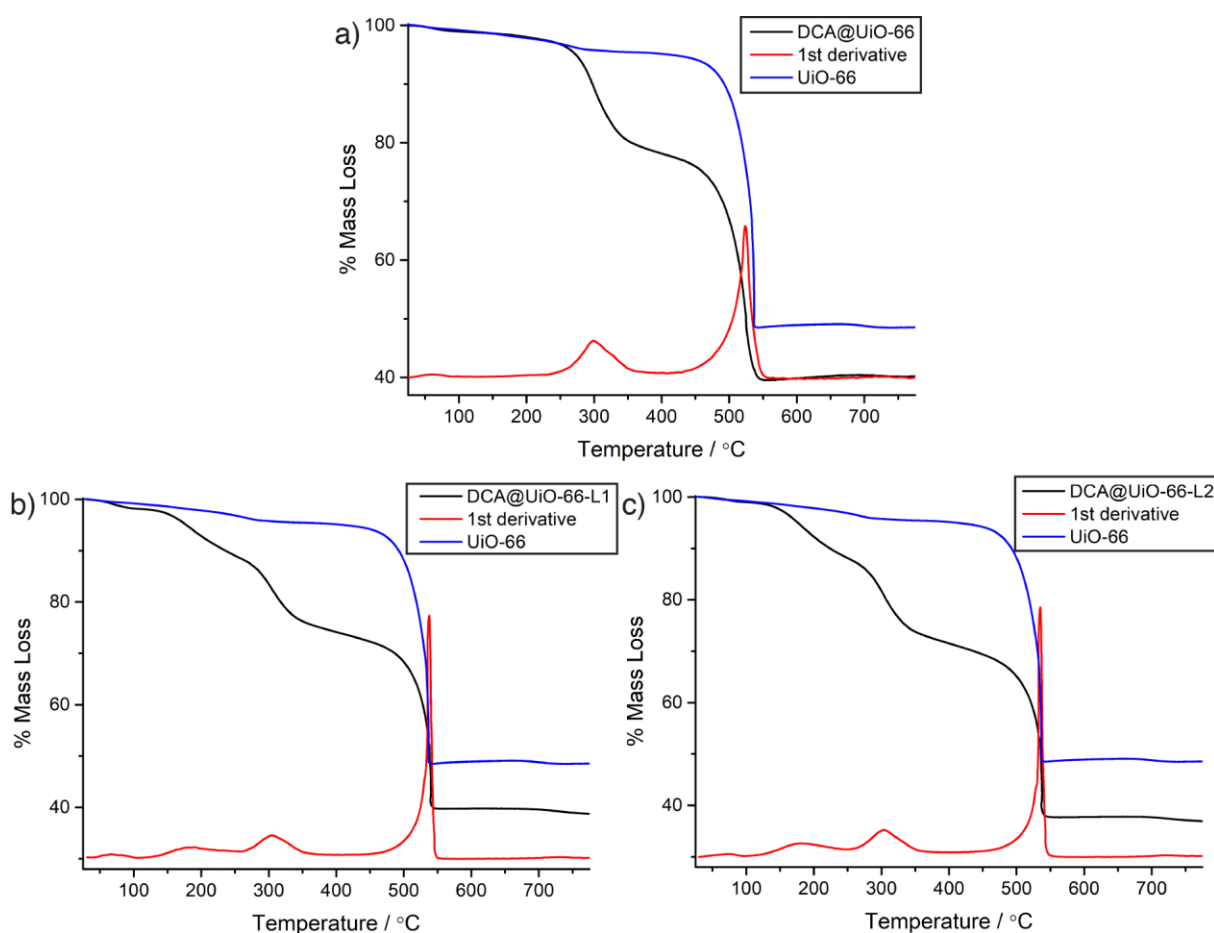 a)
DCA@UiO-66
1st derivative
UiO-66
% Mass Loss
100
80
60
40
100 200 300 400 500 600 700
Temperature / °C
b)
DCA@UiO-66-L1
1st derivative
UiO-66
% Mass Loss
100
80
60
40
100 200 300 400 500 600 700
Temperature / °C
c)
DCA@UiO-66-L2
1st derivative
UiO-66
% Mass Loss
100
80
60
40
100 200 300 400 500 600 700
Temperature / °C